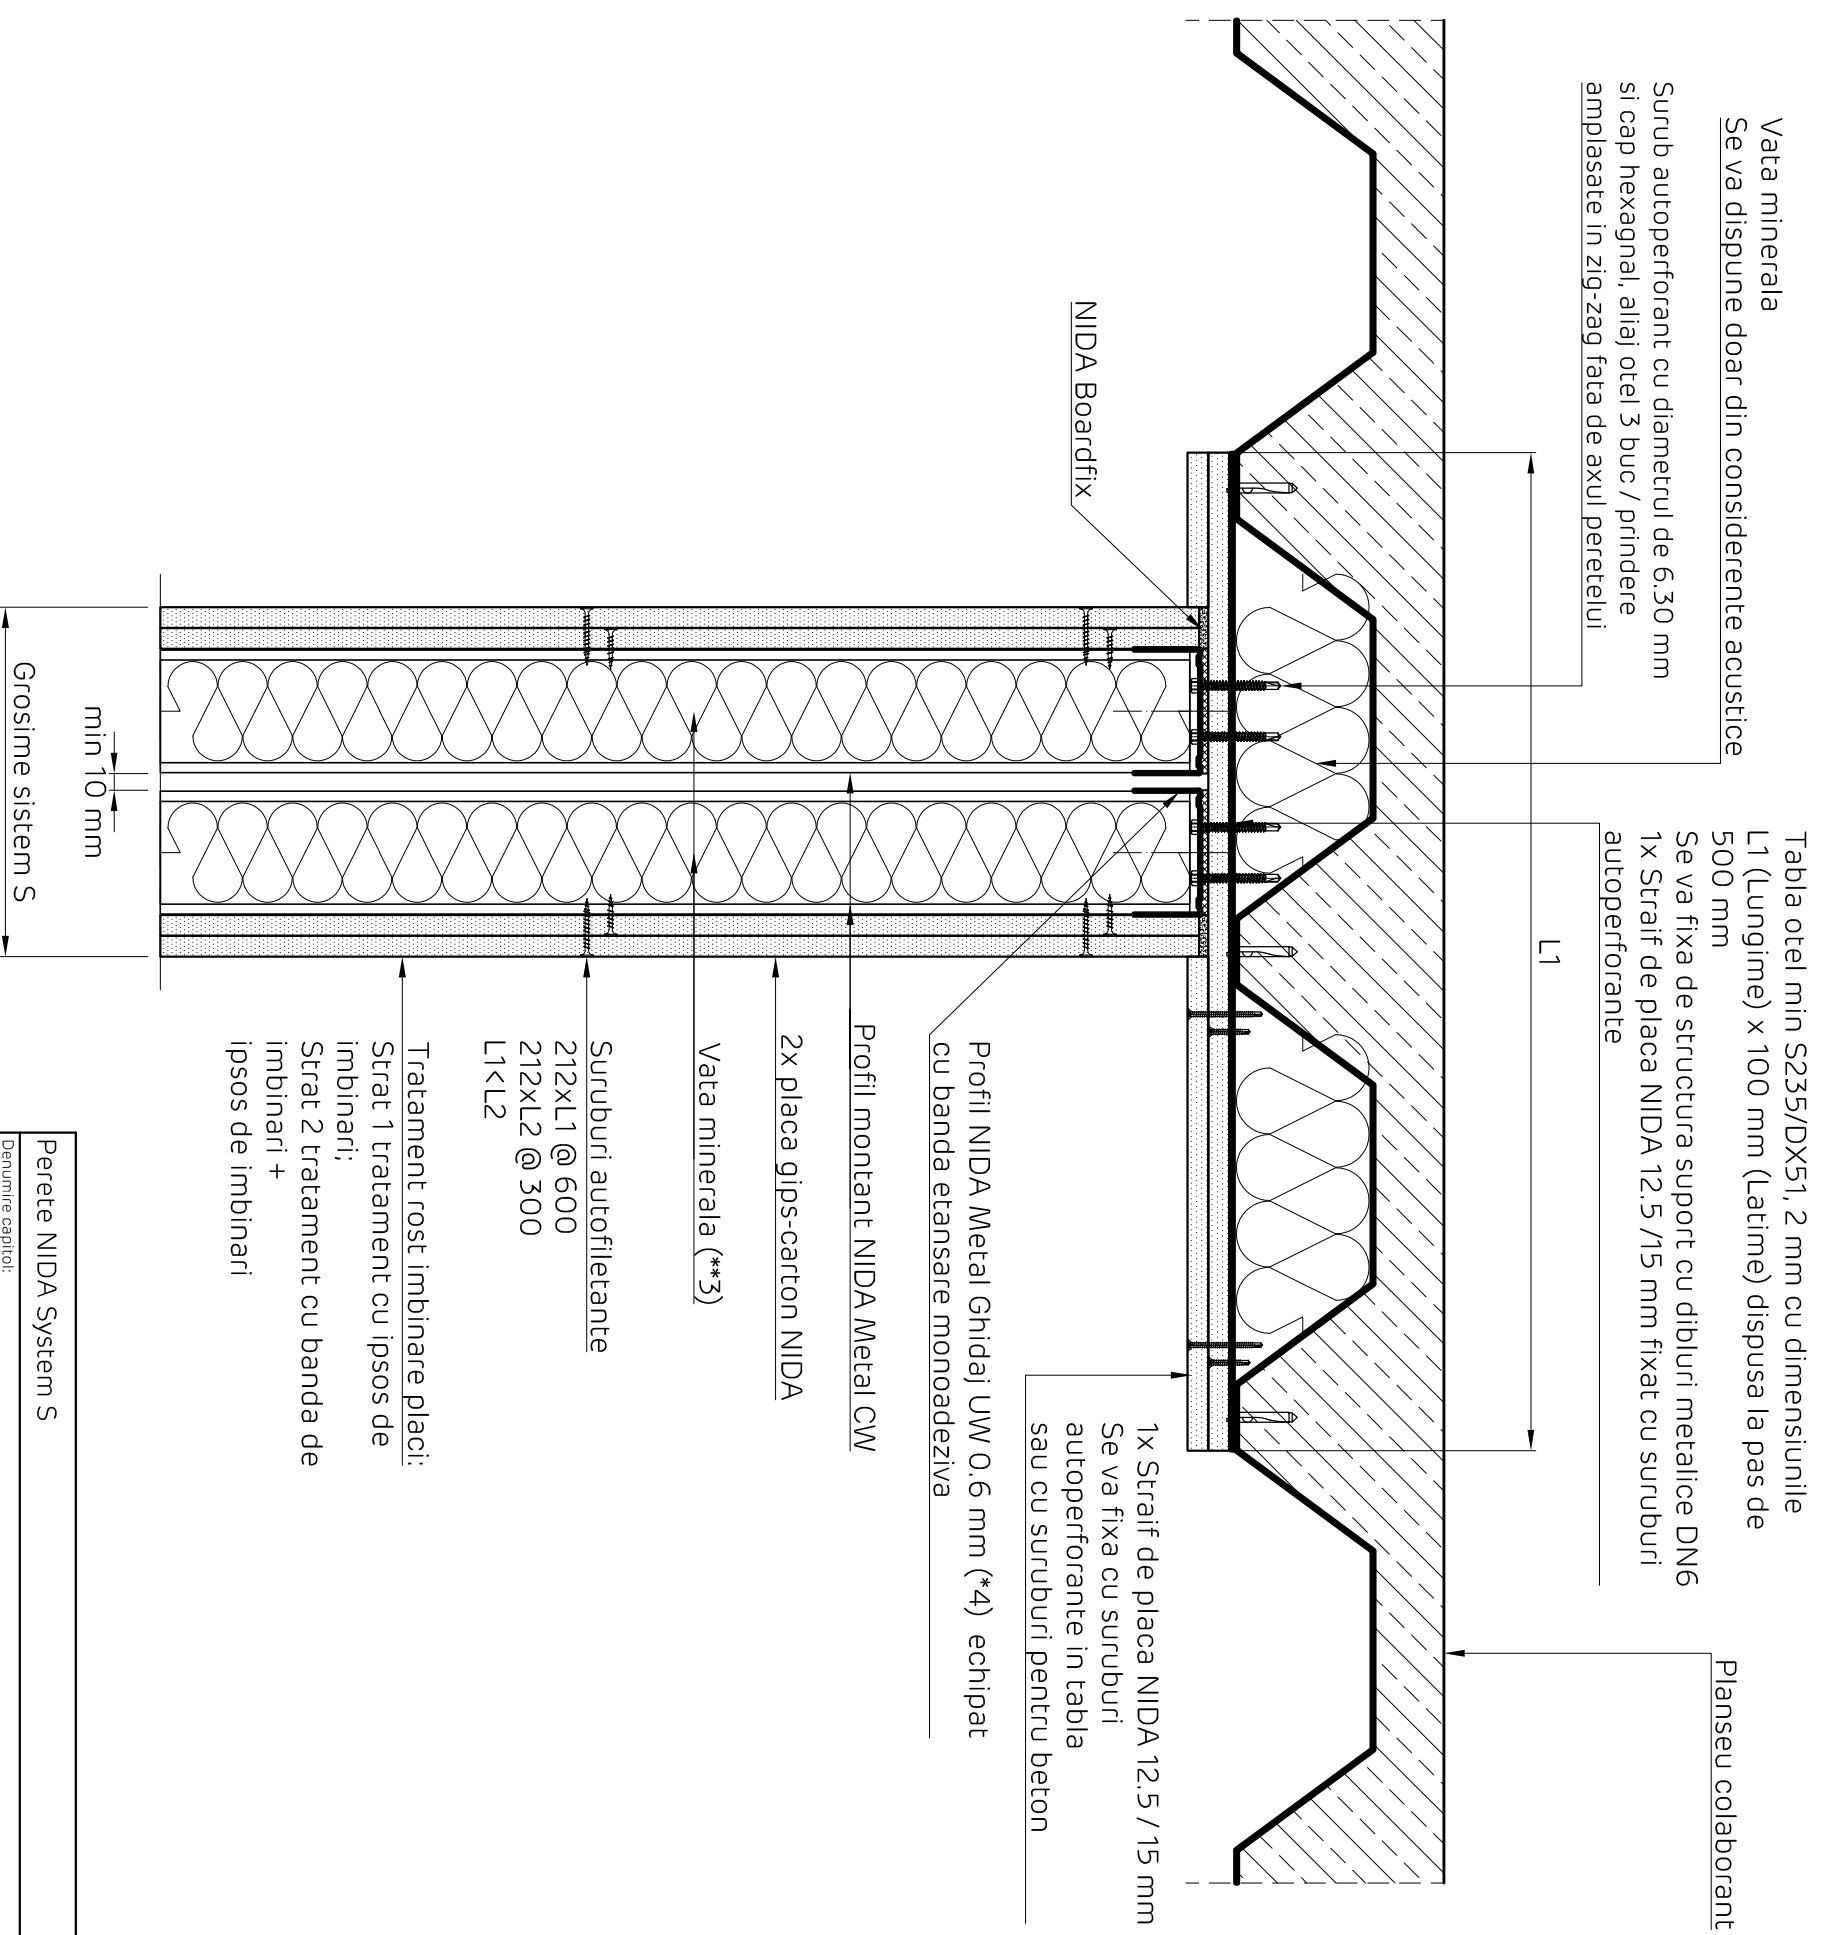 Vata minerala
Se va dispune doar din considerente acustice
Surub autoperforant cu diametrul de 6.30 mm
si cap hexagnal, aliaj otel 3 buc / prindere
amplasate in zig-zag fata de axul peretelui
Tabla otel min S235/DX51, 2 mm cu dimensiunile
L1 (Lungime) x 100 mm (Latime) dispusa la pas de
500 mm
Se va fixa de structura suport cu dibluri metalice DN6
1x Straif de placa NIDA 12.5 /15 mm fixat cu suruburi
autoperforante
Planseu colaborant
L1
NIDA Boardfix
1x Straif de placa NIDA 12.5 / 15 mm
Se va fixa cu suruburi
autoperforante in tabla
sau cu suruburi pentru beton
Profil NIDA Metal Ghidaj UW 0.6 mm (*4) echipat
cu banda etansare monoadeziva
Profil montant NIDA Metal CW
2x placa gips-carton NIDA
Vata minerala (**3)
Suruburi autofiletante
212xL1 @ 600
212xL2 @ 300
L1<L2
Tratament rost imbinare placi:
Strat 1 tratament cu ipsos de
imbinari;
Strat 2 tratament cu banda de
imbinari +
ipsos de imbinari
min 10 mm
Grosime sistem S
Perete NIDA System S
Denumire capitol: